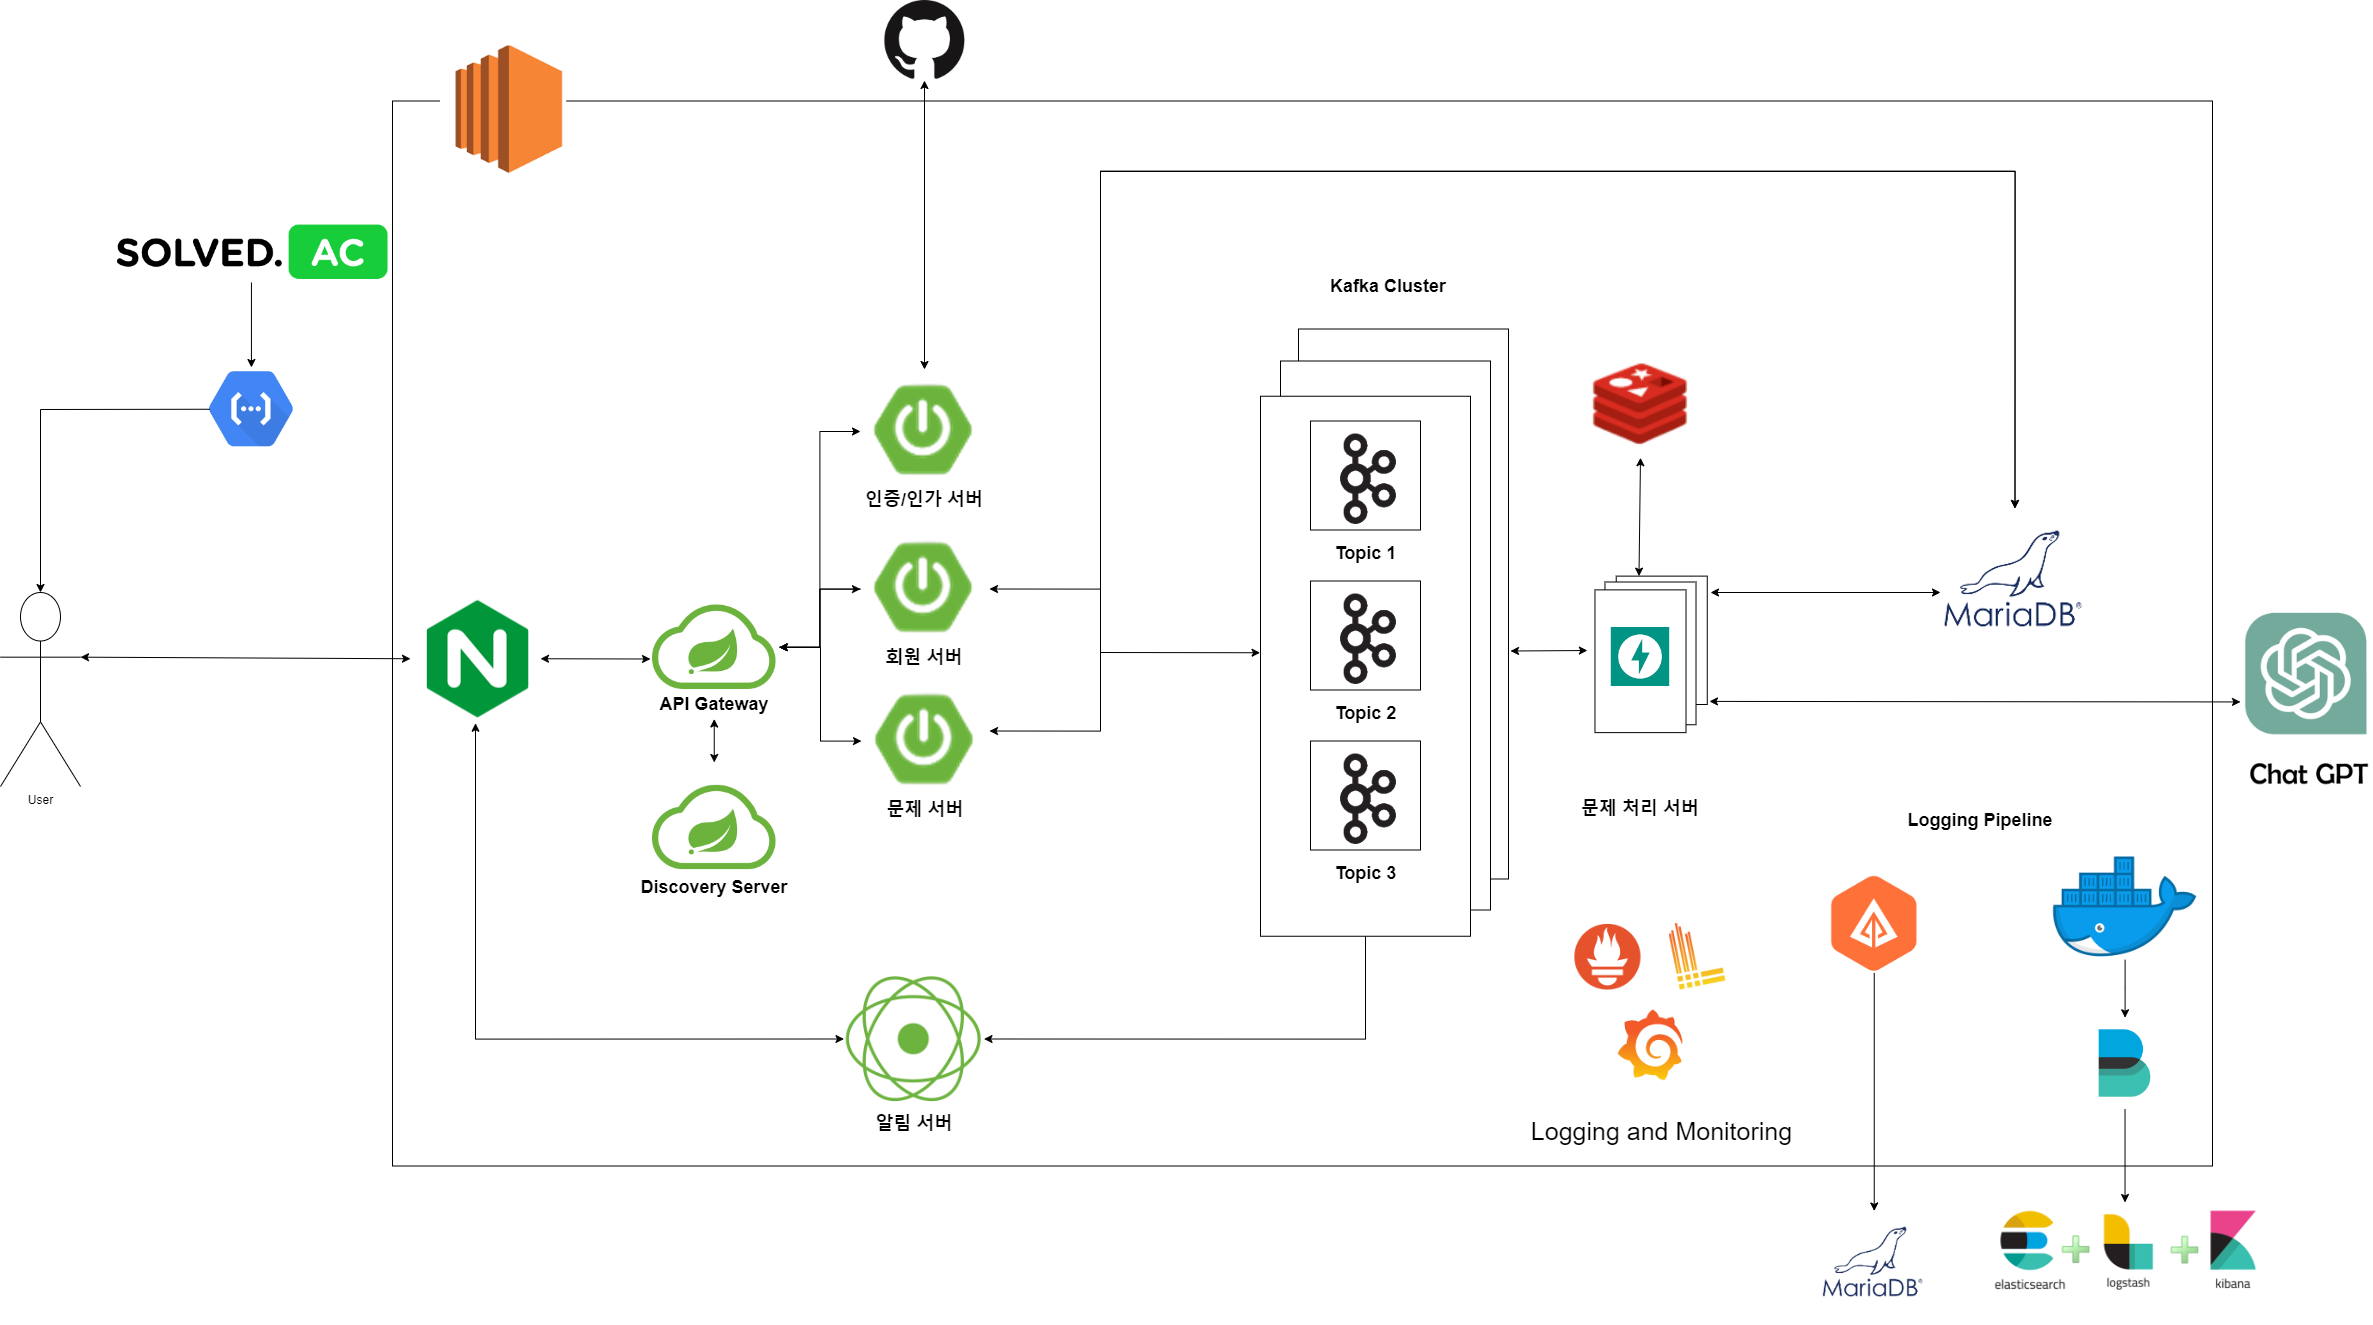 SOLVED. AC
Kafka Cluster
인증/인가 서버
Topic 1
회원 서버
MariaDB®
API Gateway
Topic 2
Chat GPT
User
문제 서버
문제 처리 서버
Logging Pipeline
Topic 3
Discovery Server
알림 서버
Logging and Monitoring
MariaDB®
elasticsearch
logstash
kibana